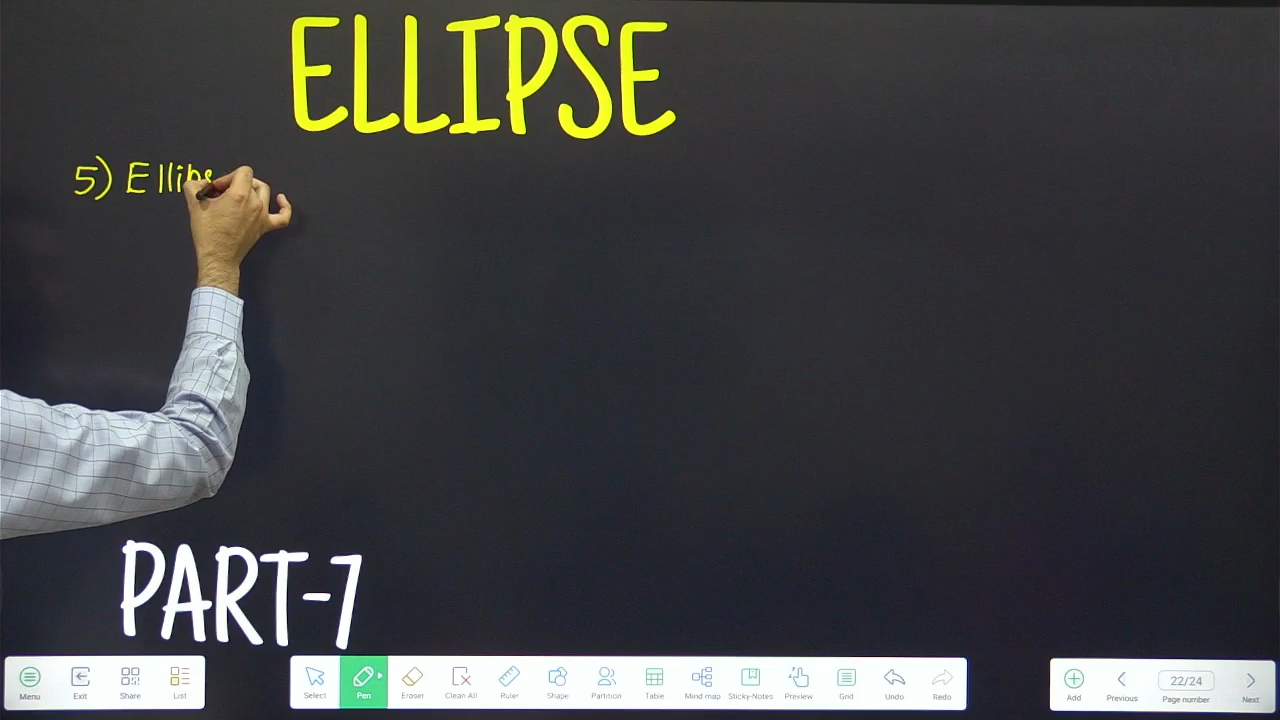 ELLIPSE
5) Ellips
PART-7
Menu
Exit
Share
List
Select
Pen
Eraser
Clean All
Ruler
Shape
Partition
Table
Mind map
Sticky-Notes
Preview
Grid
Undo
Redo
Add
Previous
22/24
Page number
Next